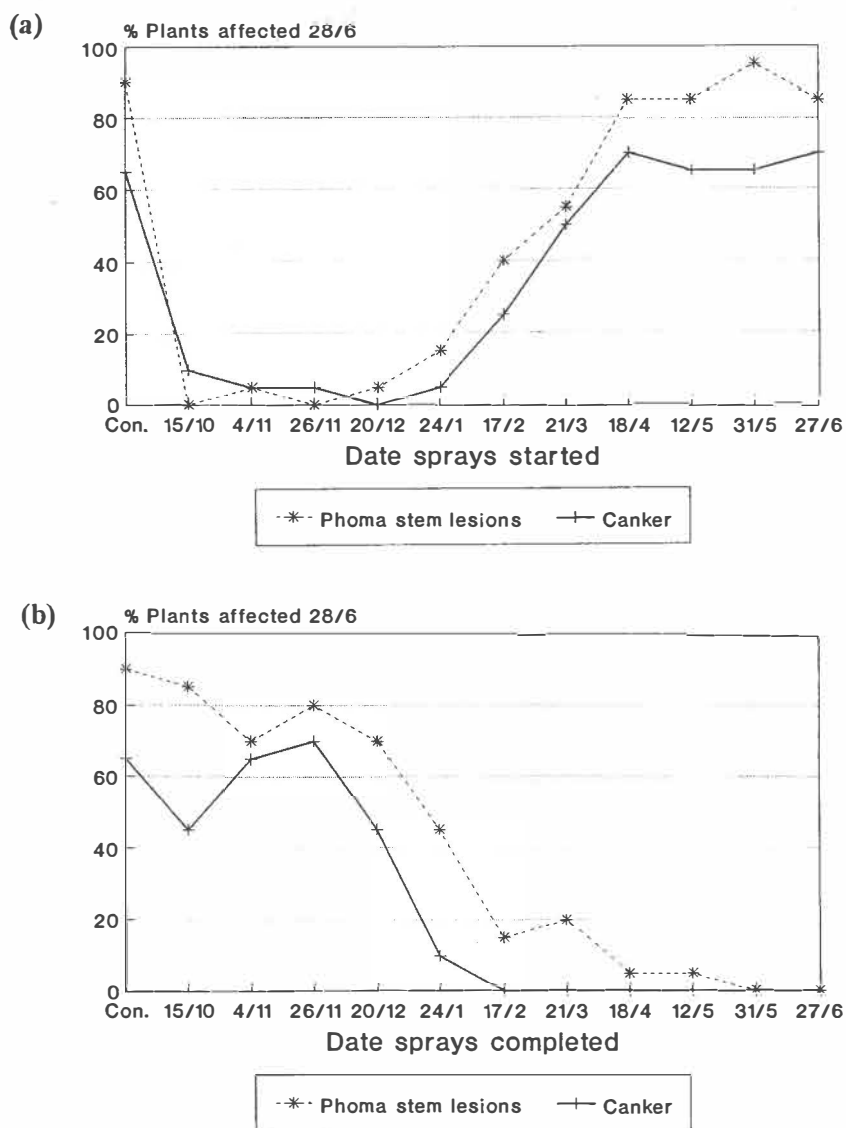 (a)
% Plants affected 28/6
100
80
60
40
20
0
Con. 15/10 4/11 26/11 20/12 24/1 17/2 21/3 18/4 12/5 31/5 27/6
Date sprays started
Phoma stem lesions Canker
(b)
% Plants affected 28/6
100
80
60
40
20
0
Con. 15/10 4/11 26/11 20/12 24/1 17/2 21/3 18/4 12/5 31/5 27/6
Date sprays completed
Phoma stem lesions Canker